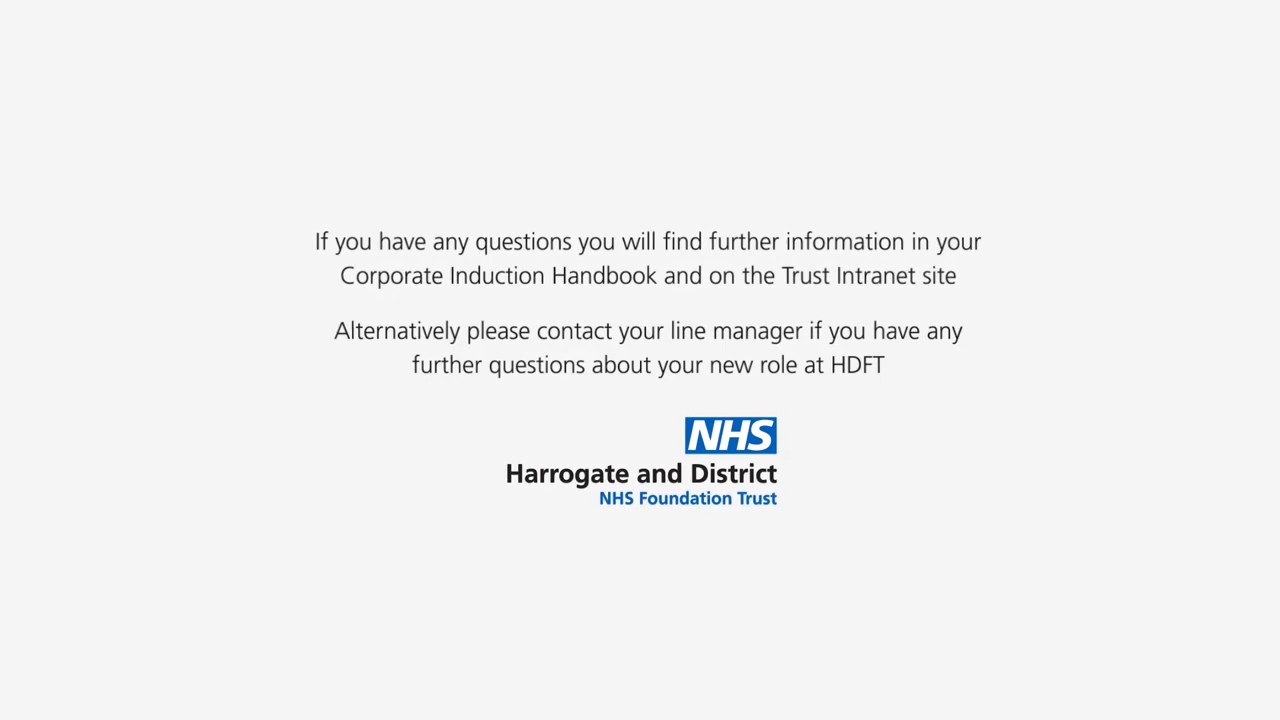 If you have any questions you will find further information in your
Corporate Induction Handbook and on the Trust Intranet site
Alternatively please contact your line manager if you have any
further questions about your new role at HDFT
NHS
Harrogate and District
NHS Foundation Trust